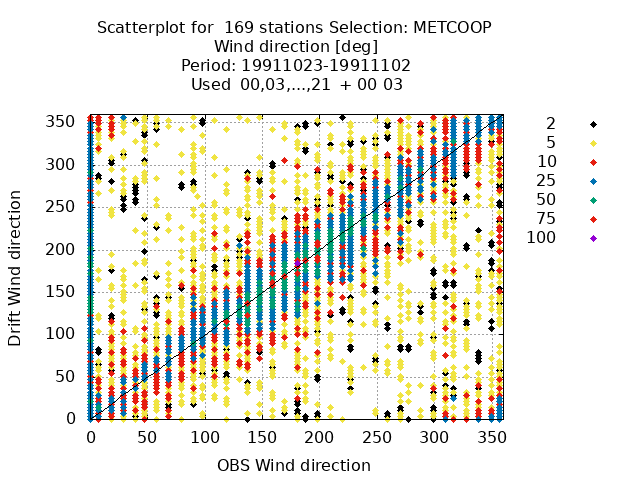 Scatterplot for  169 stations Selection: METCOOP
Wind direction [deg]
Period: 19911023-19911102
Used  00,03,...,21  + 00 03
Drift Wind direction
350
300
250
200
150
100
50
0
0 50 100 150 200 250 300 350
OBS Wind direction
2
5
10
25
50
75
100